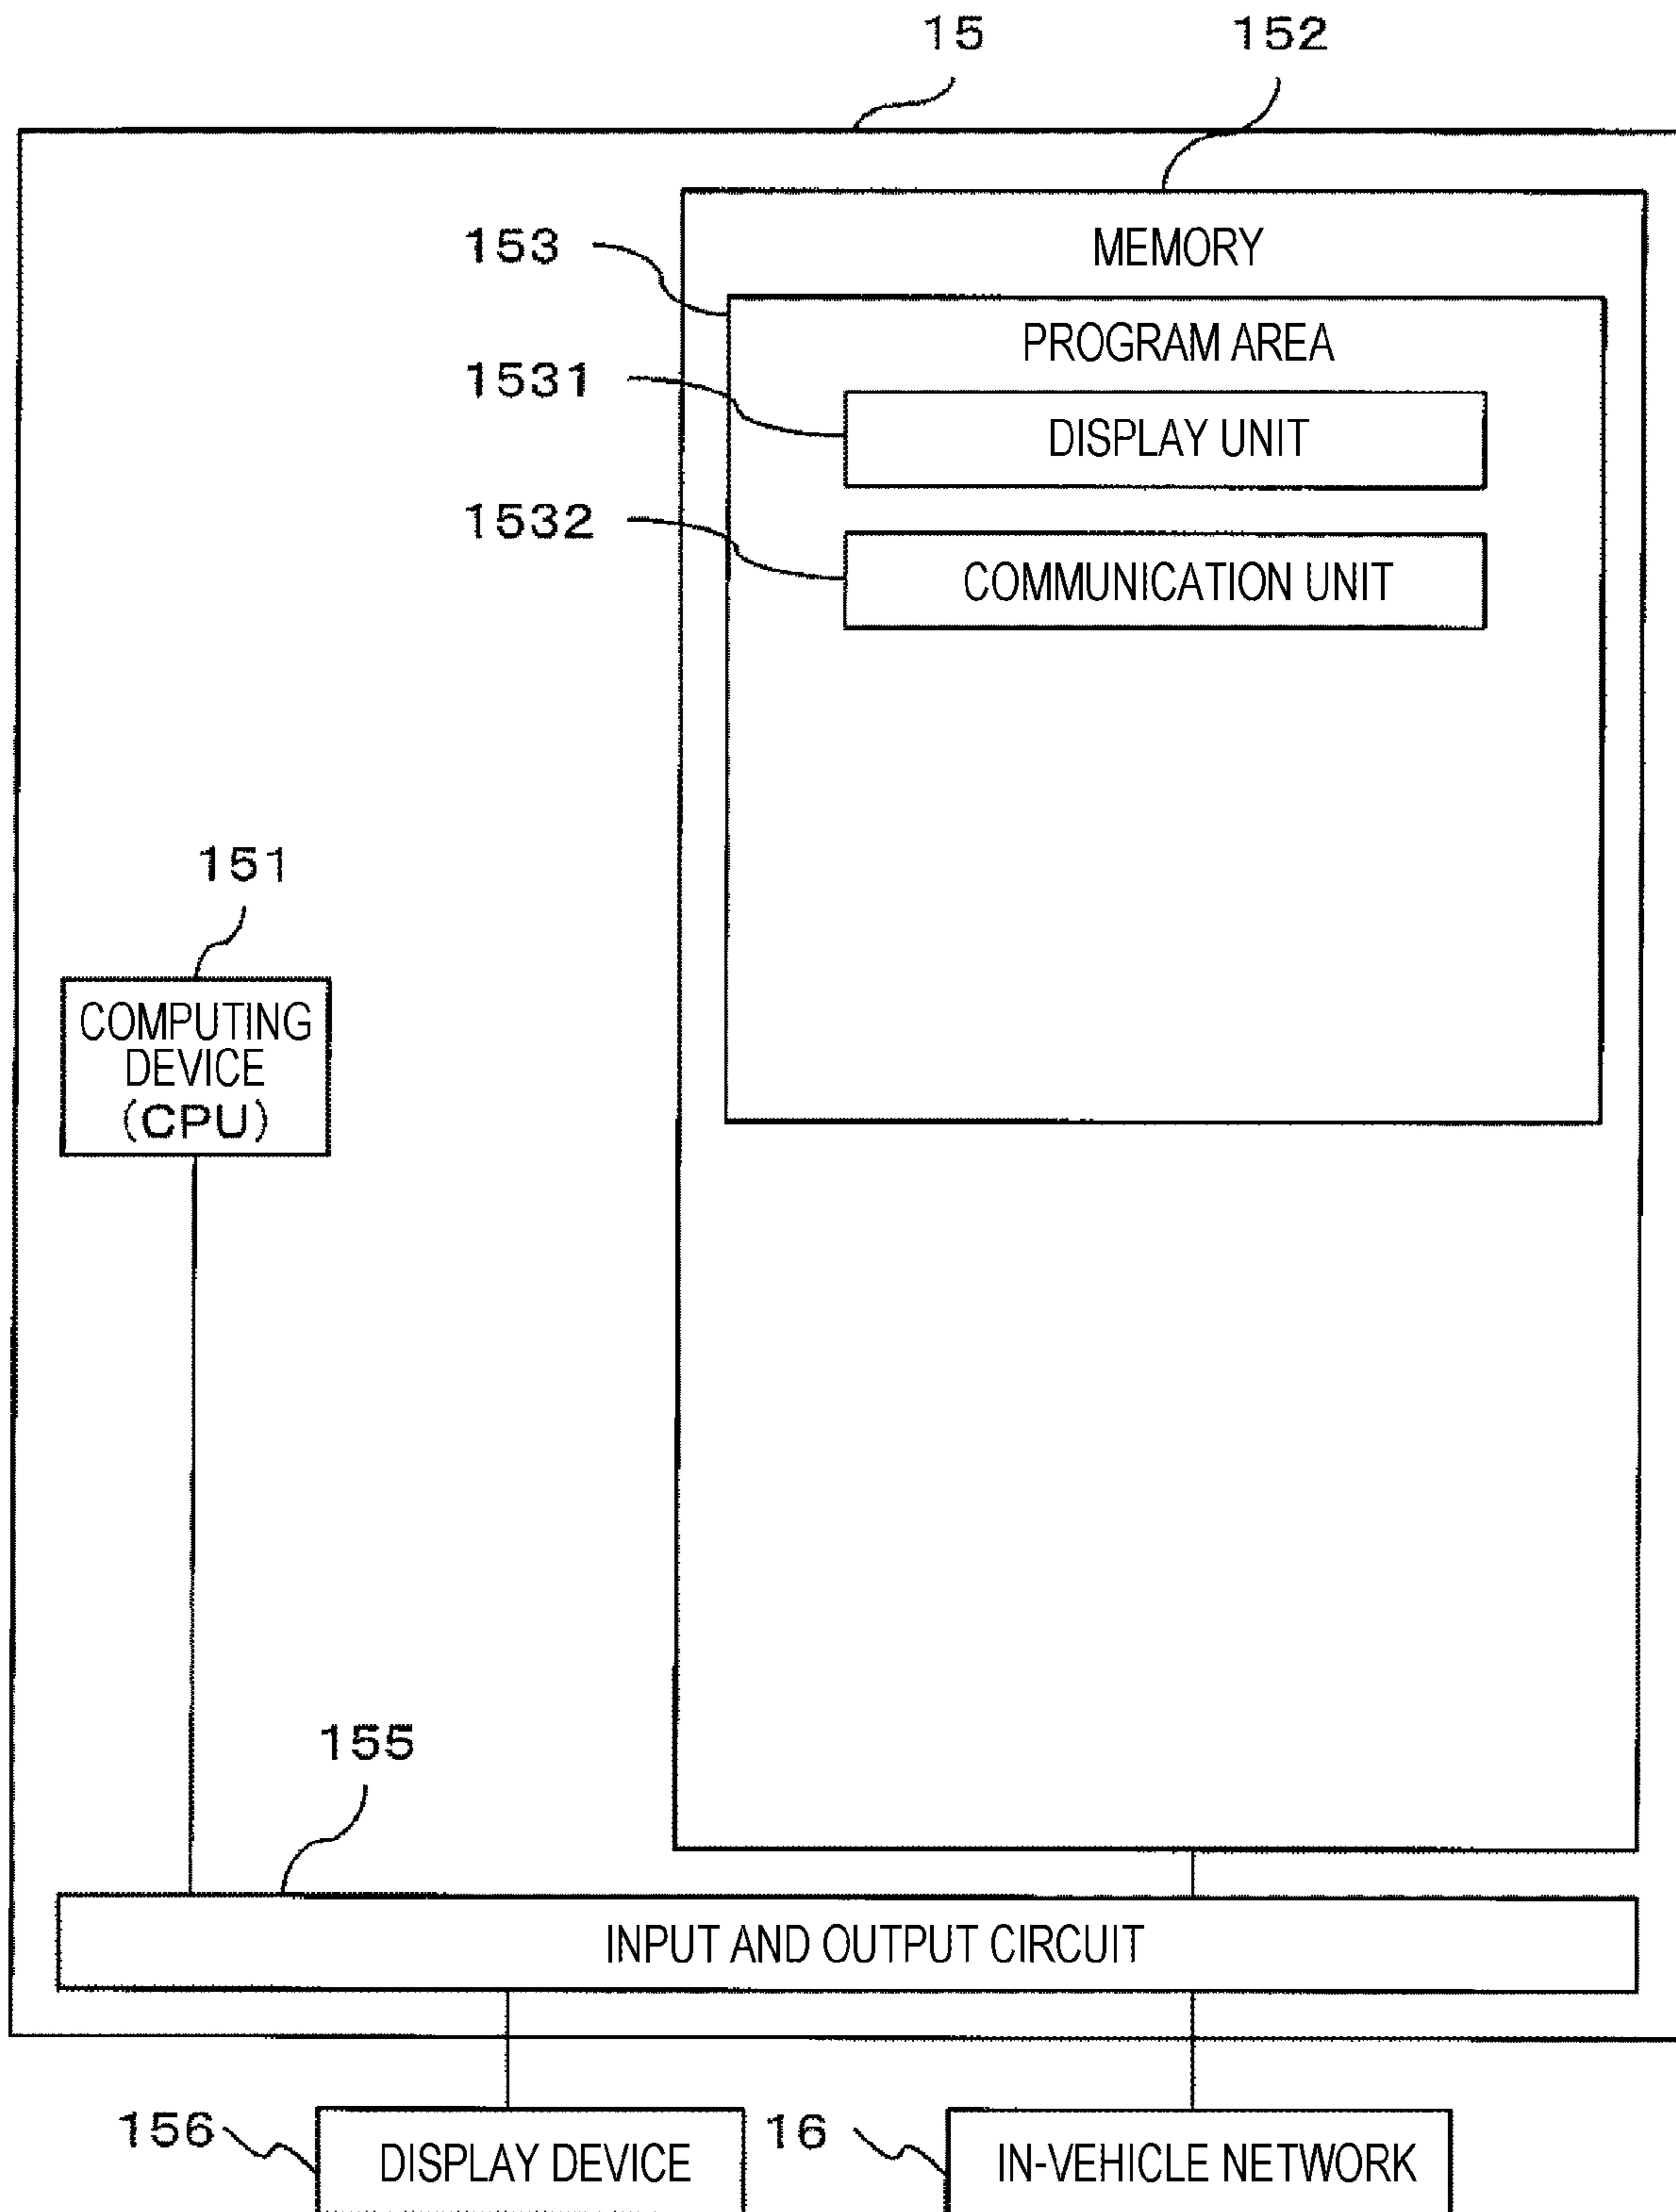 15
152
153
MEMORY
PROGRAM AREA
1531
DISPLAY UNIT
1532
COMMUNICATION UNIT
151
COMPUTING
DEVICE
(CPU)
155
INPUT AND OUTPUT CIRCUIT
156
DISPLAY DEVICE
16
IN-VEHICLE NETWORK